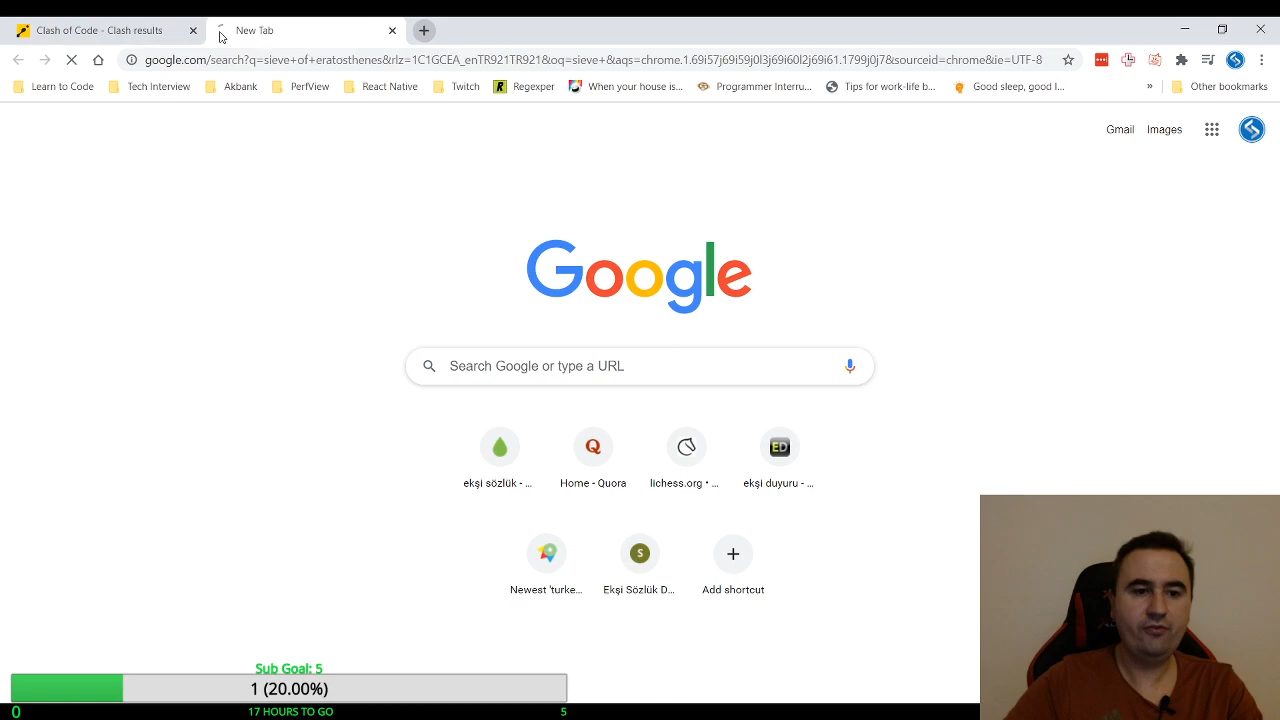 Clash of Code - Clash results
New Tab
google.com/search?q=sieve+of+eratosthenes&rlz=1C1GCEA_enTR921TR921&oq=sieve+&aqs=chrome.1.69i57j69i59j0l3j69i60l2j69i61.1799j0j7&sourceid=chrome&ie=UTF-8
Learn to Code Tech Interview Akbank PerfView React Native Twitch Regexper When your house is... Programmer Interru... Tips for work-life b... Good sleep, good l... » Other bookmarks
Gmail Images
Google
Search Google or type a URL
ekşi sözlük - ... Home - Quora lichess.org • ... ekşi duyuru - ...
Newest 'turke... Ekşi Sözlük D... Add shortcut
Sub Goal: 5
1 (20.00%)
0 17 HOURS TO GO 5